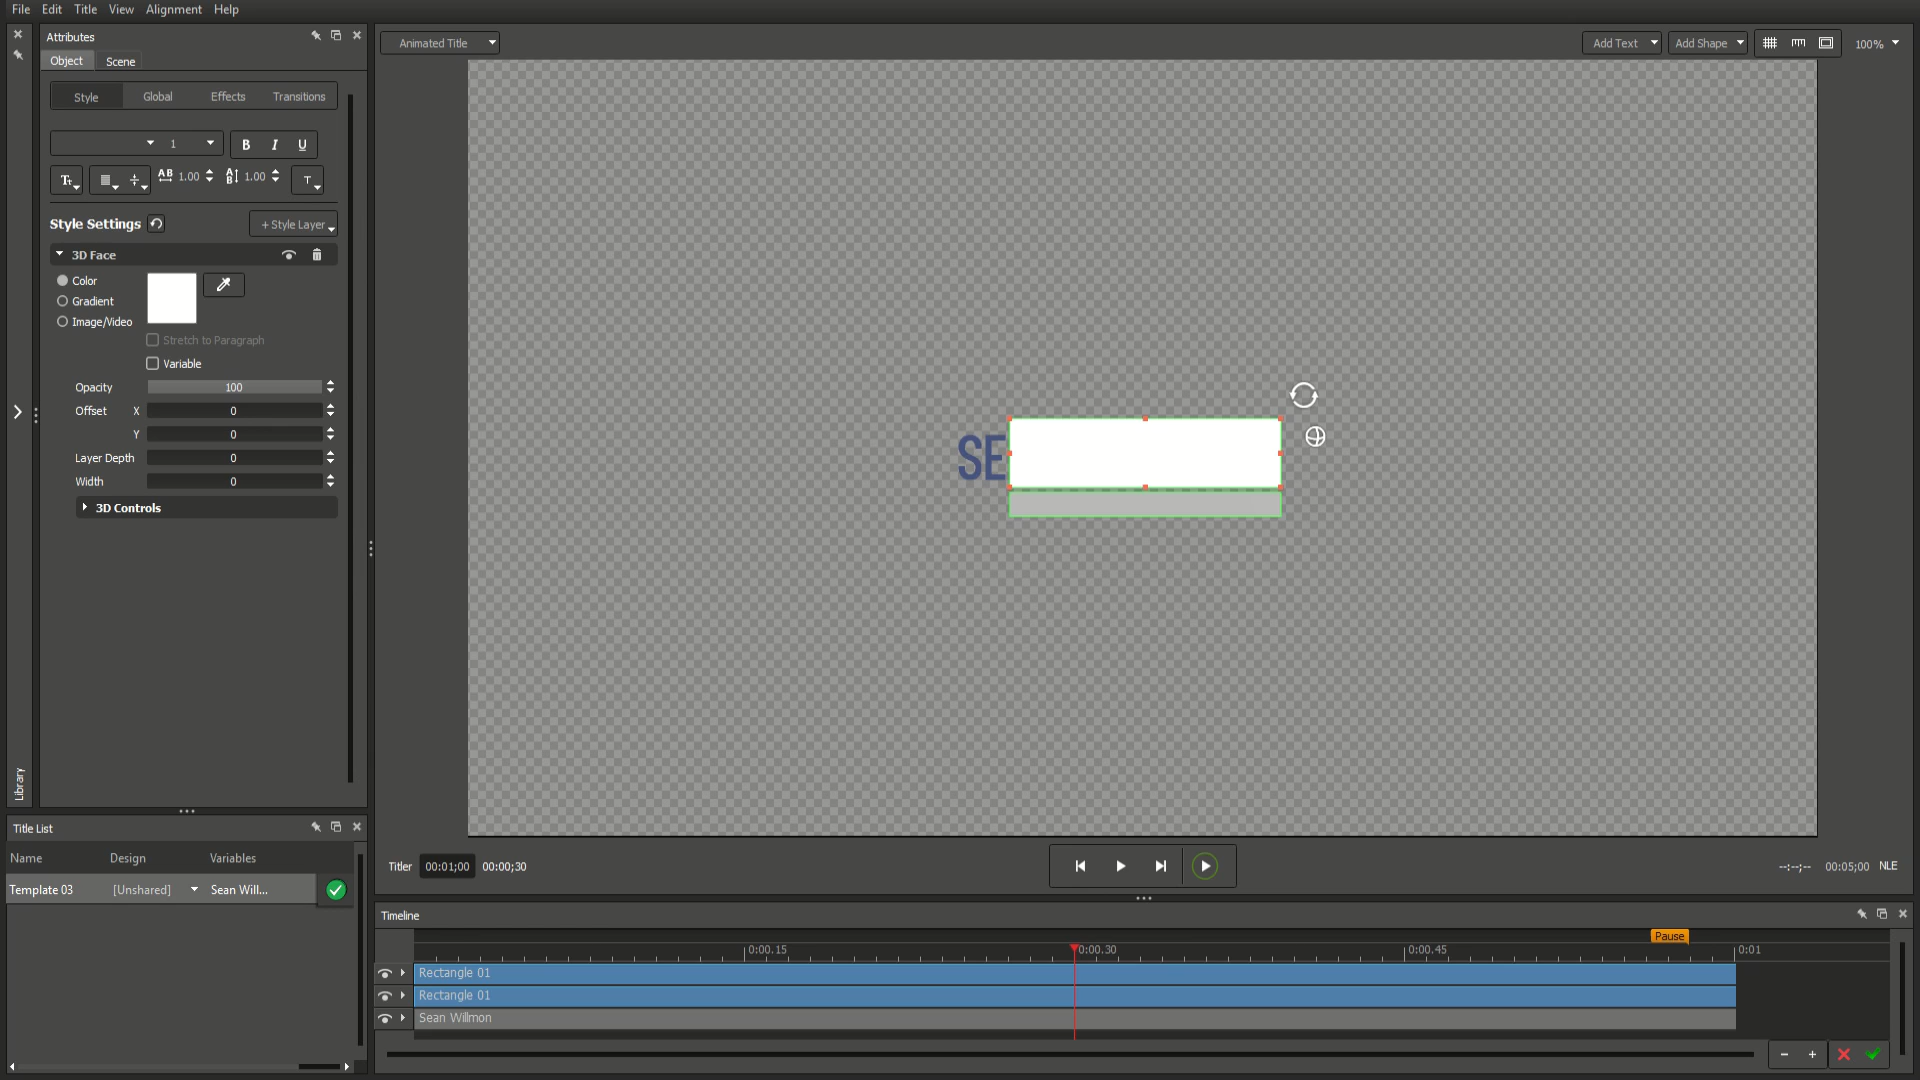 File Edit Title View Alignment Help
Attributes
Object Scene
Style Global Effects Transitions
1 B I U
Tt AB 1.00 AB 1.00 T
Style Settings + Style Layer
3D Face
Color
Gradient
Image/Video
Stretch to Paragraph
Variable
Opacity 100
Offset X 0
Y 0
Layer Depth 0
Width 0
3D Controls
Library
Title List
Name Design Variables
Template 03 [Unshared] Sean Will...
Animated Title Add Text Add Shape 100%
SE
Titler 00:01;00 00:00;30 --:--;-- 00:05;00 NLE
Timeline
Pause
0:00.15 0:00.30 0:00.45 0:01
Rectangle 01
Rectangle 01
Sean Willmon
- +